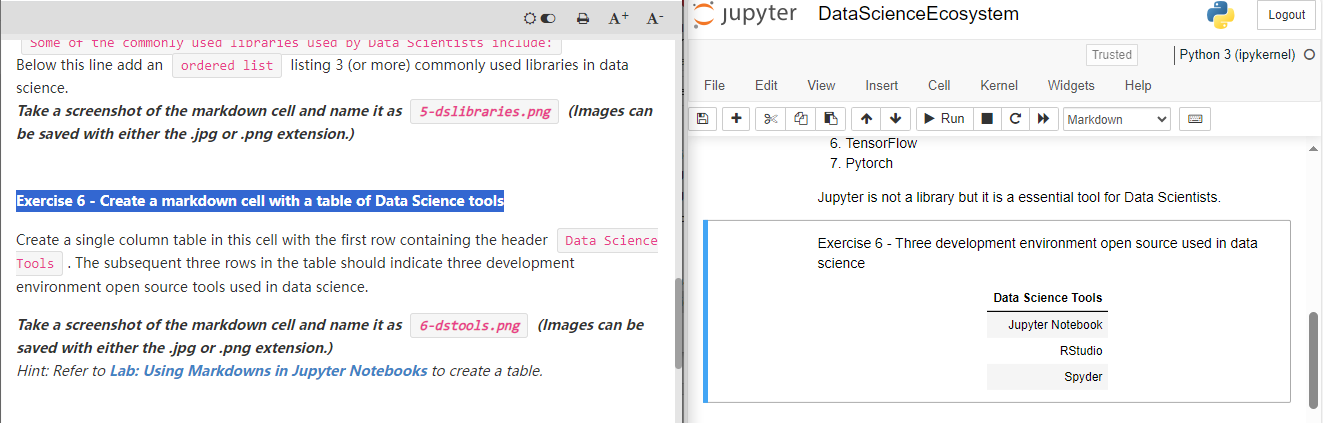 A+ A-
Some of the commonly used libraries used by Data Scientists include:
Below this line add an ordered list listing 3 (or more) commonly used libraries in data
science.
Take a screenshot of the markdown cell and name it as 5-dslibraries.png (Images can
be saved with either the .jpg or .png extension.)
Exercise 6 - Create a markdown cell with a table of Data Science tools
Create a single column table in this cell with the first row containing the header Data Science
Tools . The subsequent three rows in the table should indicate three development
environment open source tools used in data science.
Take a screenshot of the markdown cell and name it as 6-dstools.png (Images can be
saved with either the .jpg or .png extension.)
Hint: Refer to Lab: Using Markdowns in Jupyter Notebooks to create a table.
jupyter DataScienceEcosystem
Logout
Trusted
Python 3 (ipykernel)
File Edit View Insert Cell Kernel Widgets Help
Run
Markdown
6. TensorFlow
7. Pytorch
Jupyter is not a library but it is a essential tool for Data Scientists.
Exercise 6 - Three development environment open source used in data
science
Data Science Tools
Jupyter Notebook
RStudio
Spyder